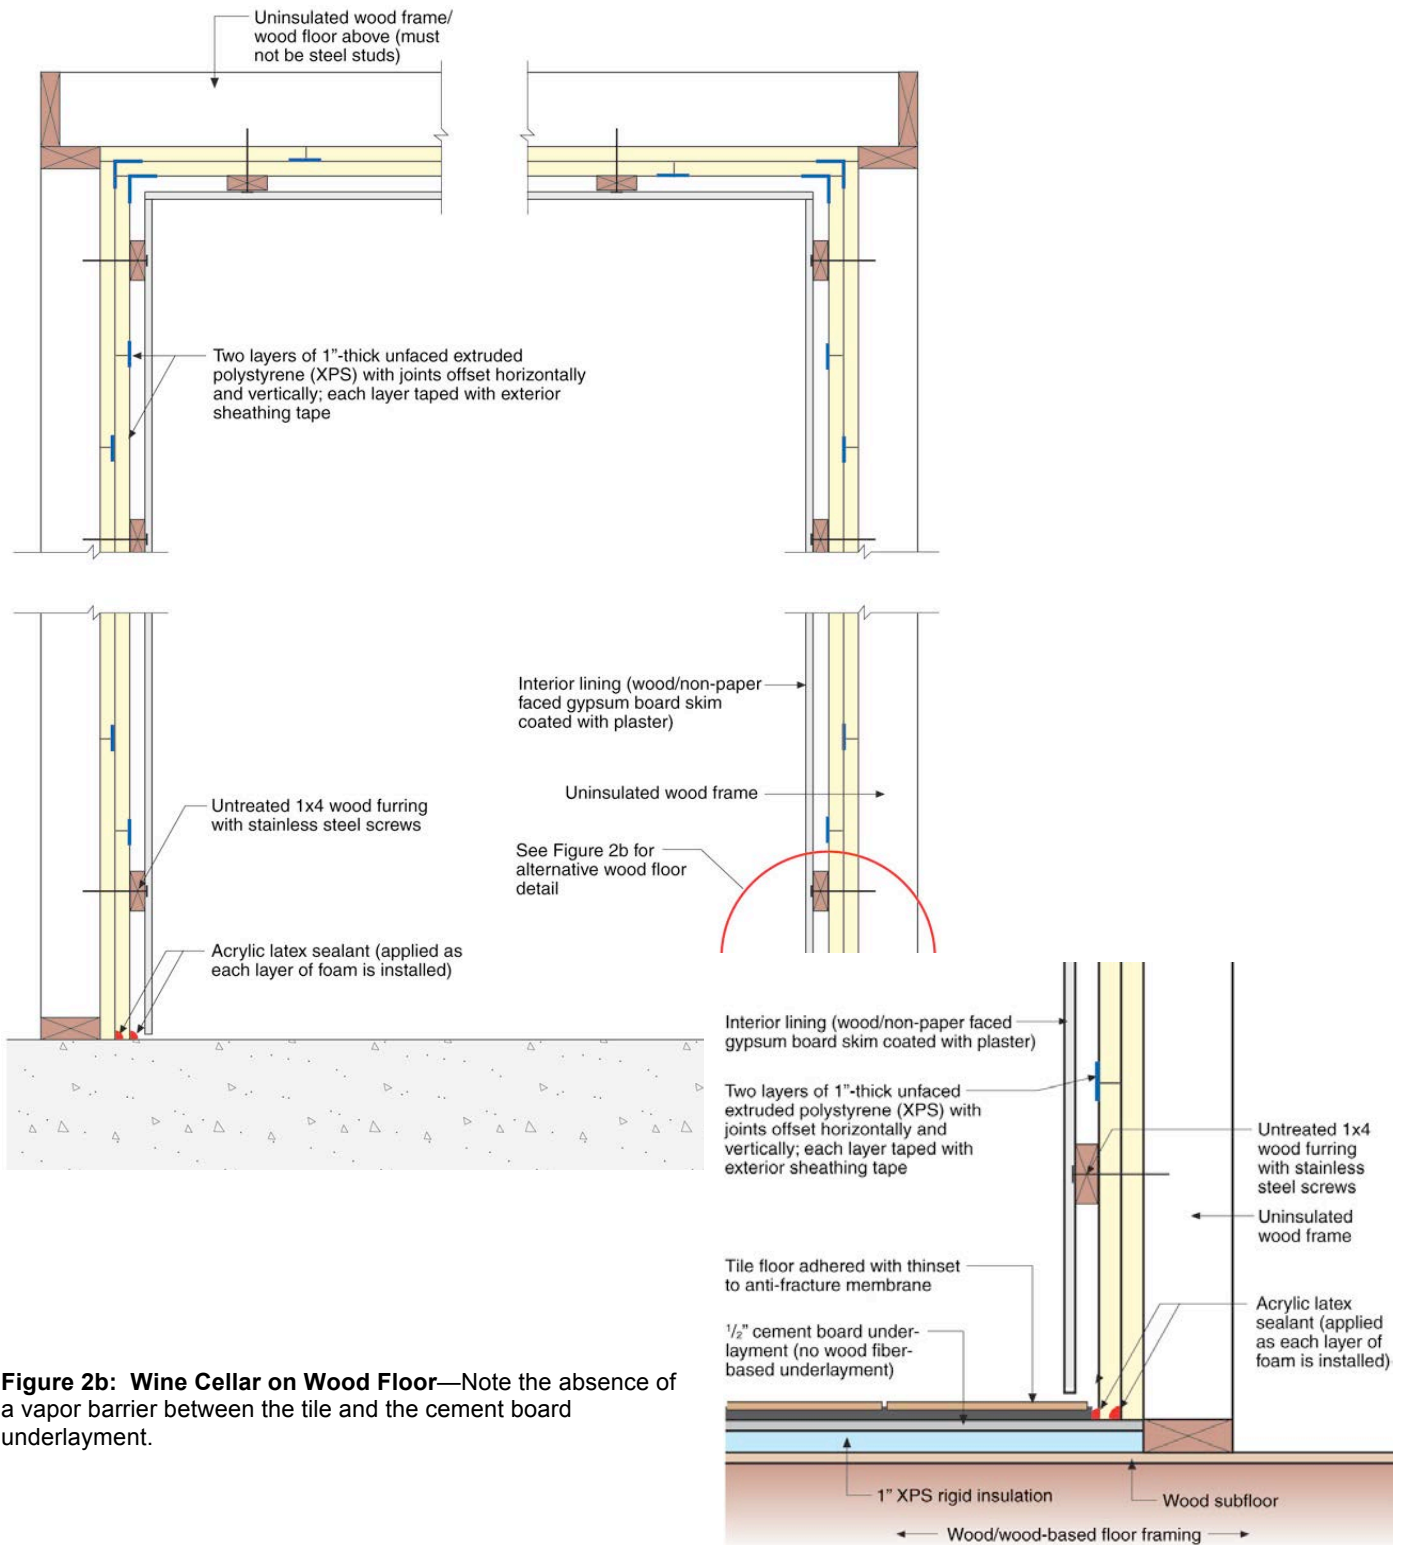 Uninsulated wood frame/
wood floor above (must
not be steel studs)
Two layers of 1”-thick unfaced extruded
polystyrene (XPS) with joints offset horizontally
and vertically; each layer taped with exterior
sheathing tape
Interior lining (wood/non-paper
faced gypsum board skim
coated with plaster)
Uninsulated wood frame
Untreated 1x4 wood furring
with stainless steel screws
See Figure 2b for
alternative wood floor
detail
Acrylic latex sealant (applied as
each layer of foam is installed)
Interior lining (wood/non-paper faced
gypsum board skim coated with plaster)
Two layers of 1”-thick unfaced
extruded polystyrene (XPS) with
joints offset horizontally and
vertically; each layer taped with
exterior sheathing tape
Untreated 1x4
wood furring
with stainless
steel screws
Uninsulated
wood frame
Tile floor adhered with thinset
to anti-fracture membrane
Acrylic latex
sealant (applied
as each layer of
foam is installed)
½” cement board under-
layment (no wood fiber-
based underlayment)
1” XPS rigid insulation
Wood subfloor
Wood/wood-based floor framing
Figure 2b: Wine Cellar on Wood Floor—Note the absence of
a vapor barrier between the tile and the cement board
underlayment.